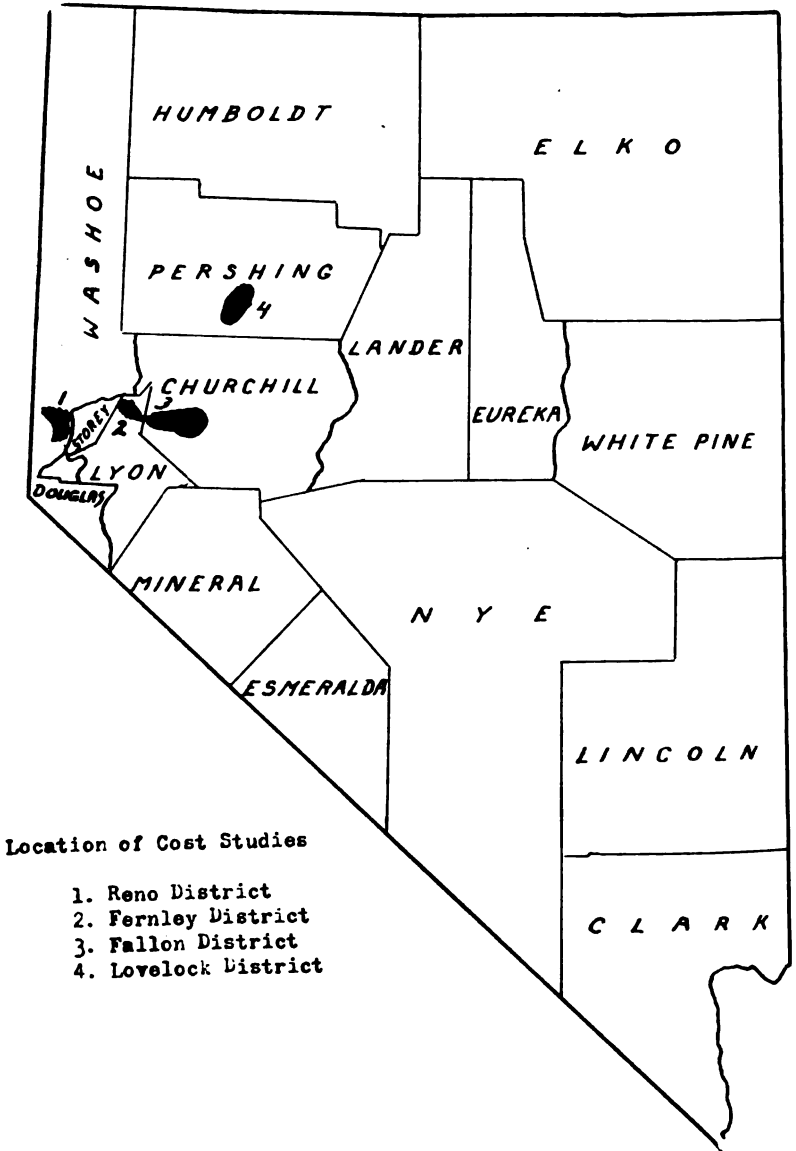 HUMBOLDT
ELKO
WASHOE
PERSHING
4
LANDER
1
CHURCHILL
3
STOREY
2
EUREKA
WHITE PINE
LYON
DOUGLAS
MINERAL
NYE
ESMERALDA
LINCOLN
Location of Cost Studies
1. Reno District
2. Fernley District
3. Fallon District
4. Lovelock District
CLARK